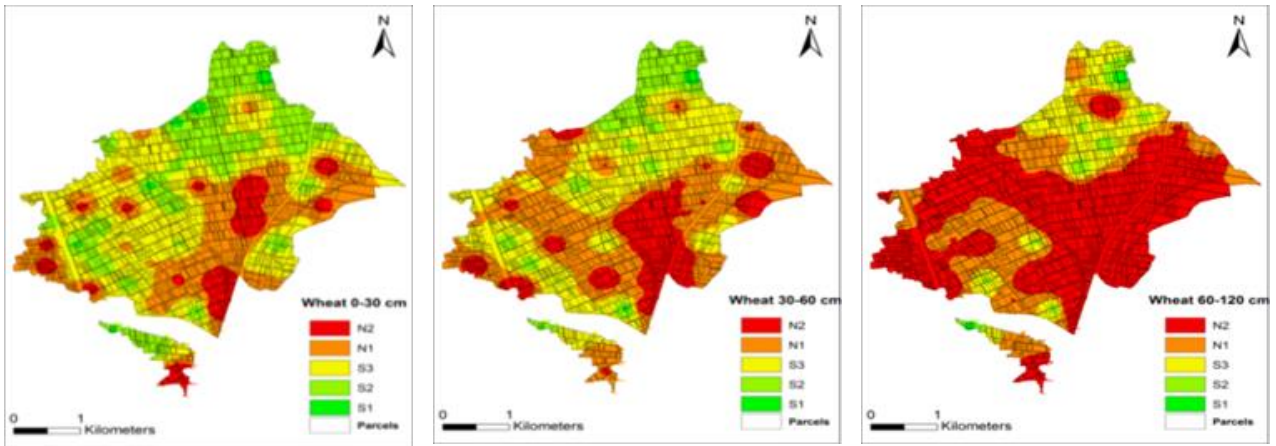 N
Wheat 0-30 cm
N2
N1
S3
S2
S1
Parcels
0 1
Kilometers
N
Wheat 30-60 cm
N2
N1
S3
S2
S1
Parcels
0 1
Kilometers
N
Wheat 60-120 cm
N2
N1
S3
S2
S1
Parcels
0 1
Kilometers